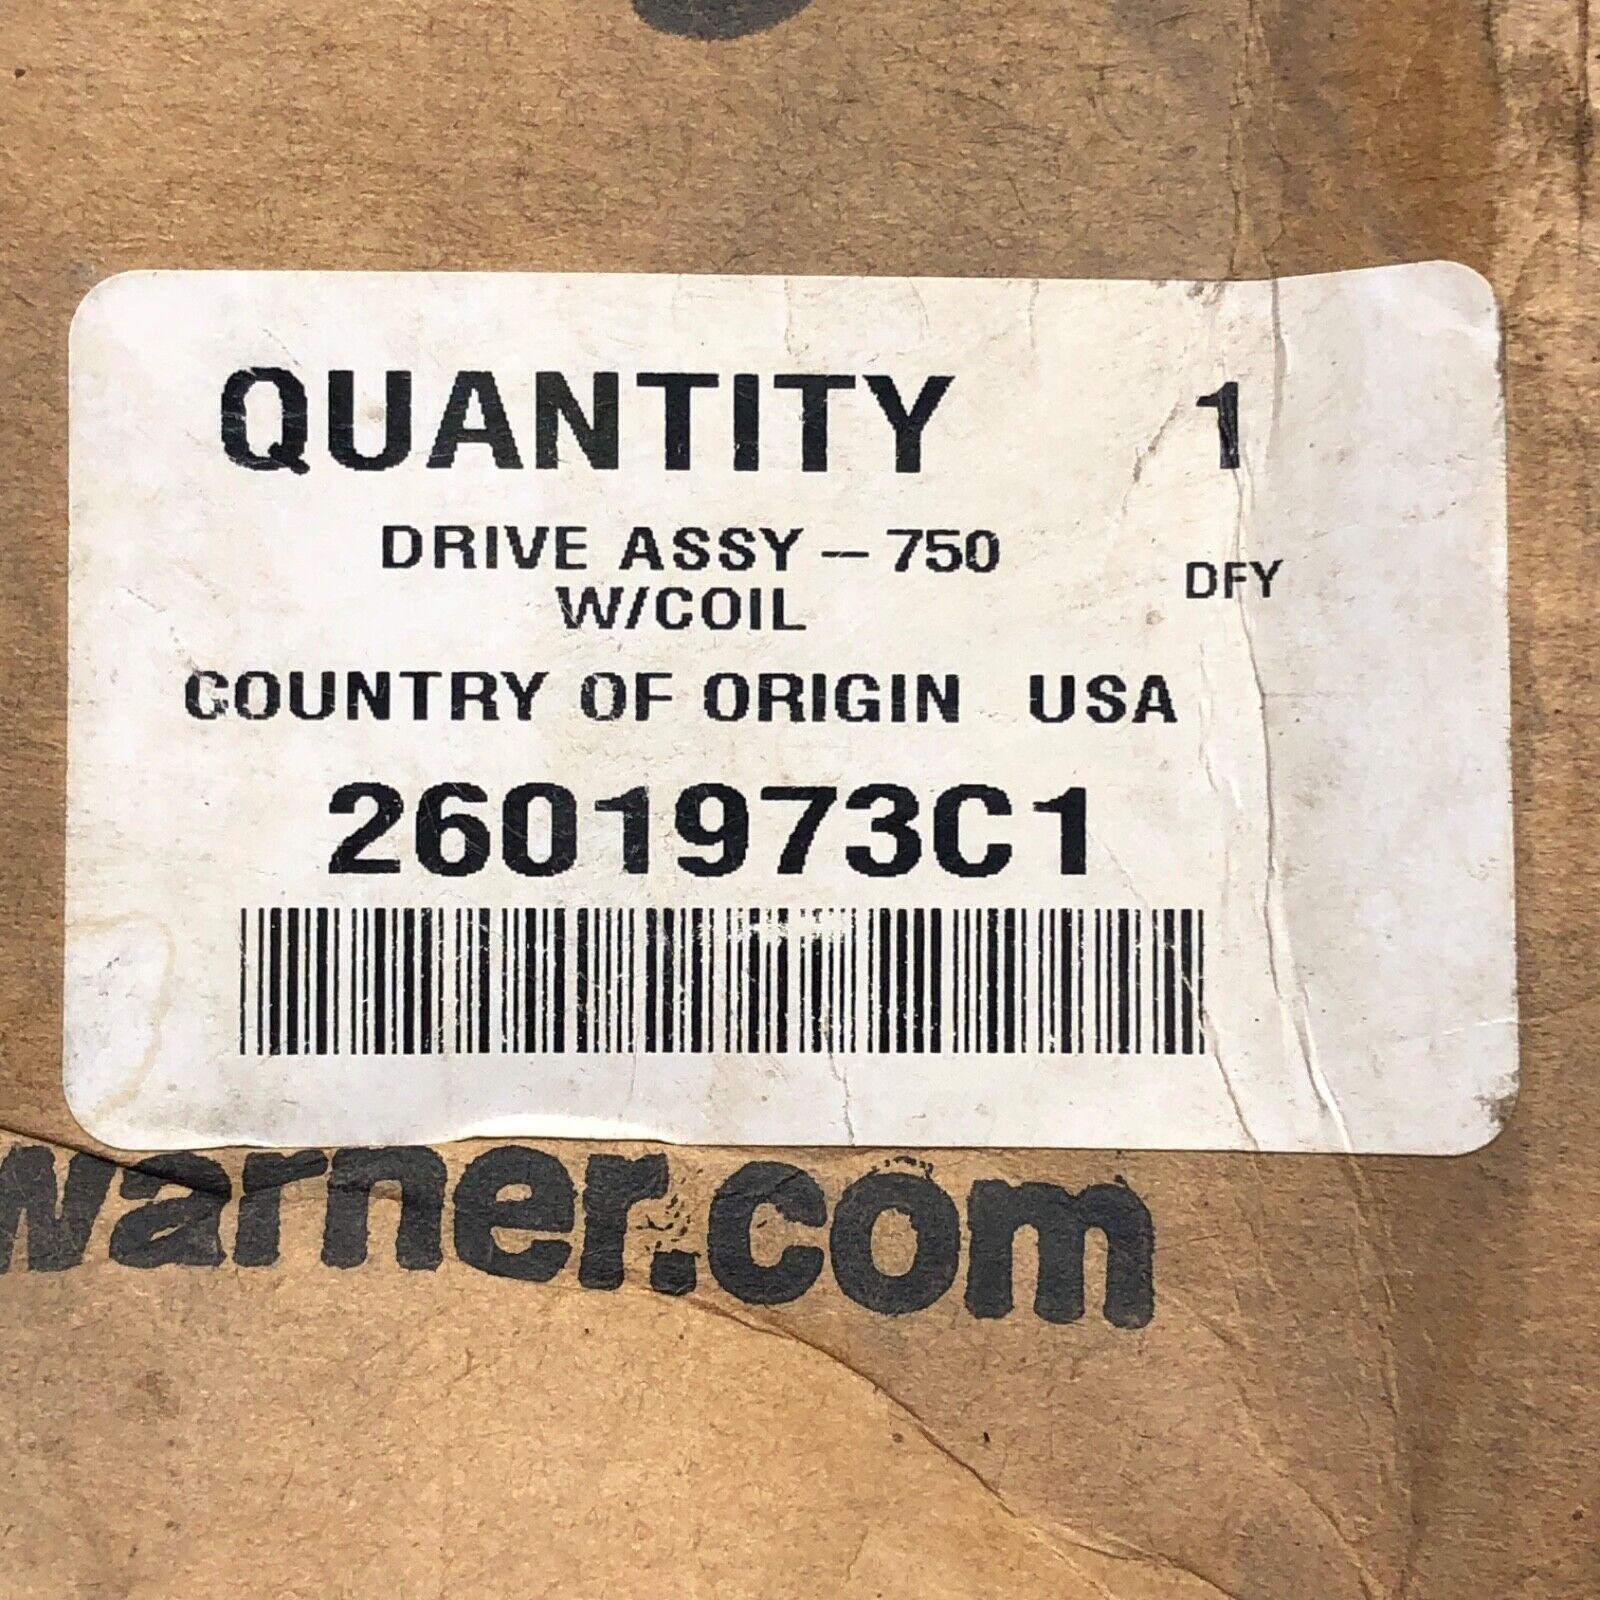 QUANTITY 1
DRIVE ASSY - 750
W/COIL DFY
COUNTRY OF ORIGIN USA
2601973C1
warner.com